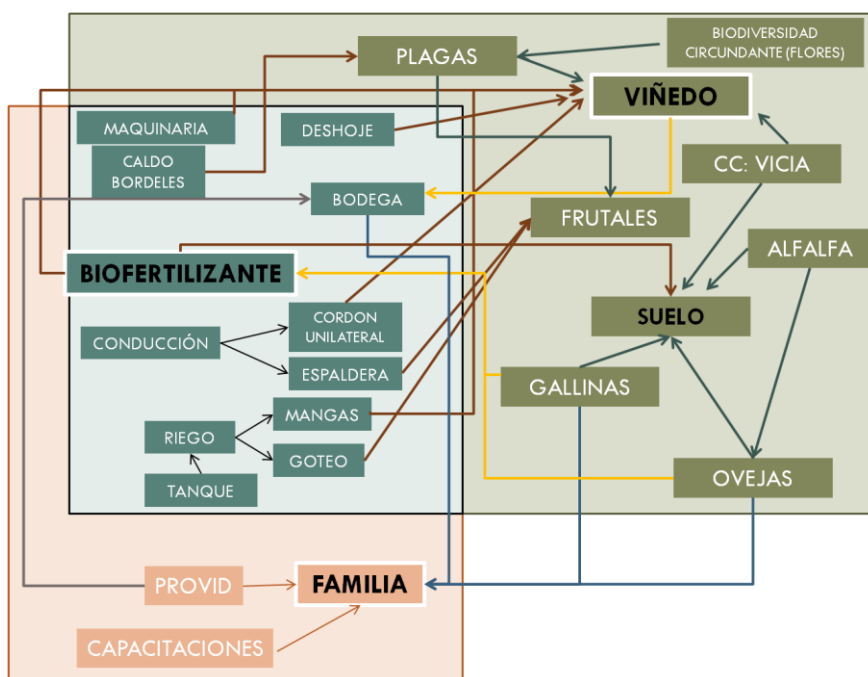 BIODIVERSIDAD
CIRCUNDANTE (FLORES)
PLAGAS
VIÑEDO
MAQUINARIA
DESHOJE
CALDO
BORDELES
CC: VICIA
BODEGA
FRUTALES
ALFALFA
BIOFERTILIZANTE
CORDON
UNILATERAL
SUELO
CONDUCCIÓN
ESPALDERA
GALLINAS
MANGAS
RIEGO
GOTEO
OVEJAS
TANQUE
PROVID
FAMILIA
CAPACITACIONES